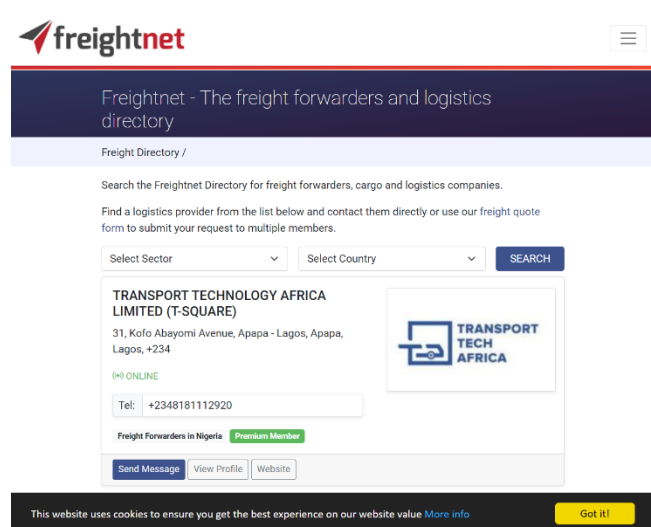 freightnet
Freightnet - The freight forwarders and logistics
directory
Freight Directory /
Search the Freightnet Directory for freight forwarders, cargo and logistics companies.
Find a logistics provider from the list below and contact them directly or use our freight quote
form to submit your request to multiple members.
Select Sector Select Country SEARCH
TRANSPORT TECHNOLOGY AFRICA
LIMITED (T-SQUARE)
31, Kofo Abayomi Avenue, Apapa - Lagos, Apapa,
Lagos, +234
ONLINE
Tel: +2348181112920
Freight Forwarders in Nigeria Premium Member
TRANSPORT
TECH
AFRICA
Send Message View Profile Website
This website uses cookies to ensure you get the best experience on our website value More info Got it!